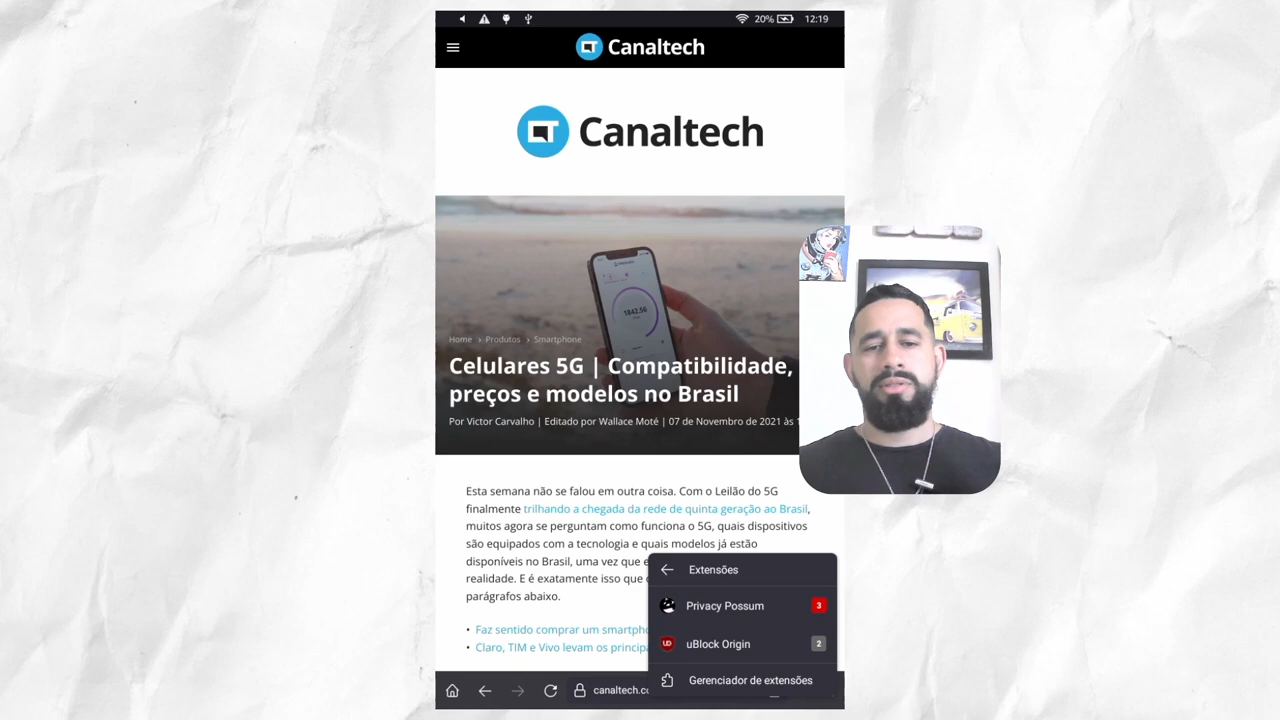 20% 12:19
Canaltech
Canaltech
1842.56
Home › Produtos › Smartphone
Celulares 5G | Compatibilidade,
preços e modelos no Brasil
Por Victor Carvalho | Editado por Wallace Moté | 07 de Novembro de 2021 às
Esta semana não se falou em outra coisa. Com o Leilão do 5G
finalmente trilhando a chegada da rede de quinta geração ao Brasil,
muitos agora se perguntam como funciona o 5G, quais dispositivos
são equipados com a tecnologia e quais modelos já estão
disponíveis no Brasil, uma vez que
realidade. E é exatamente isso que
parágrafos abaixo.
• Faz sentido comprar um
• Claro, TIM e Vivo levam os
Extensões
Privacy Possum 3
uBlock Origin 2
Gerenciador de extensões
canaltech.co